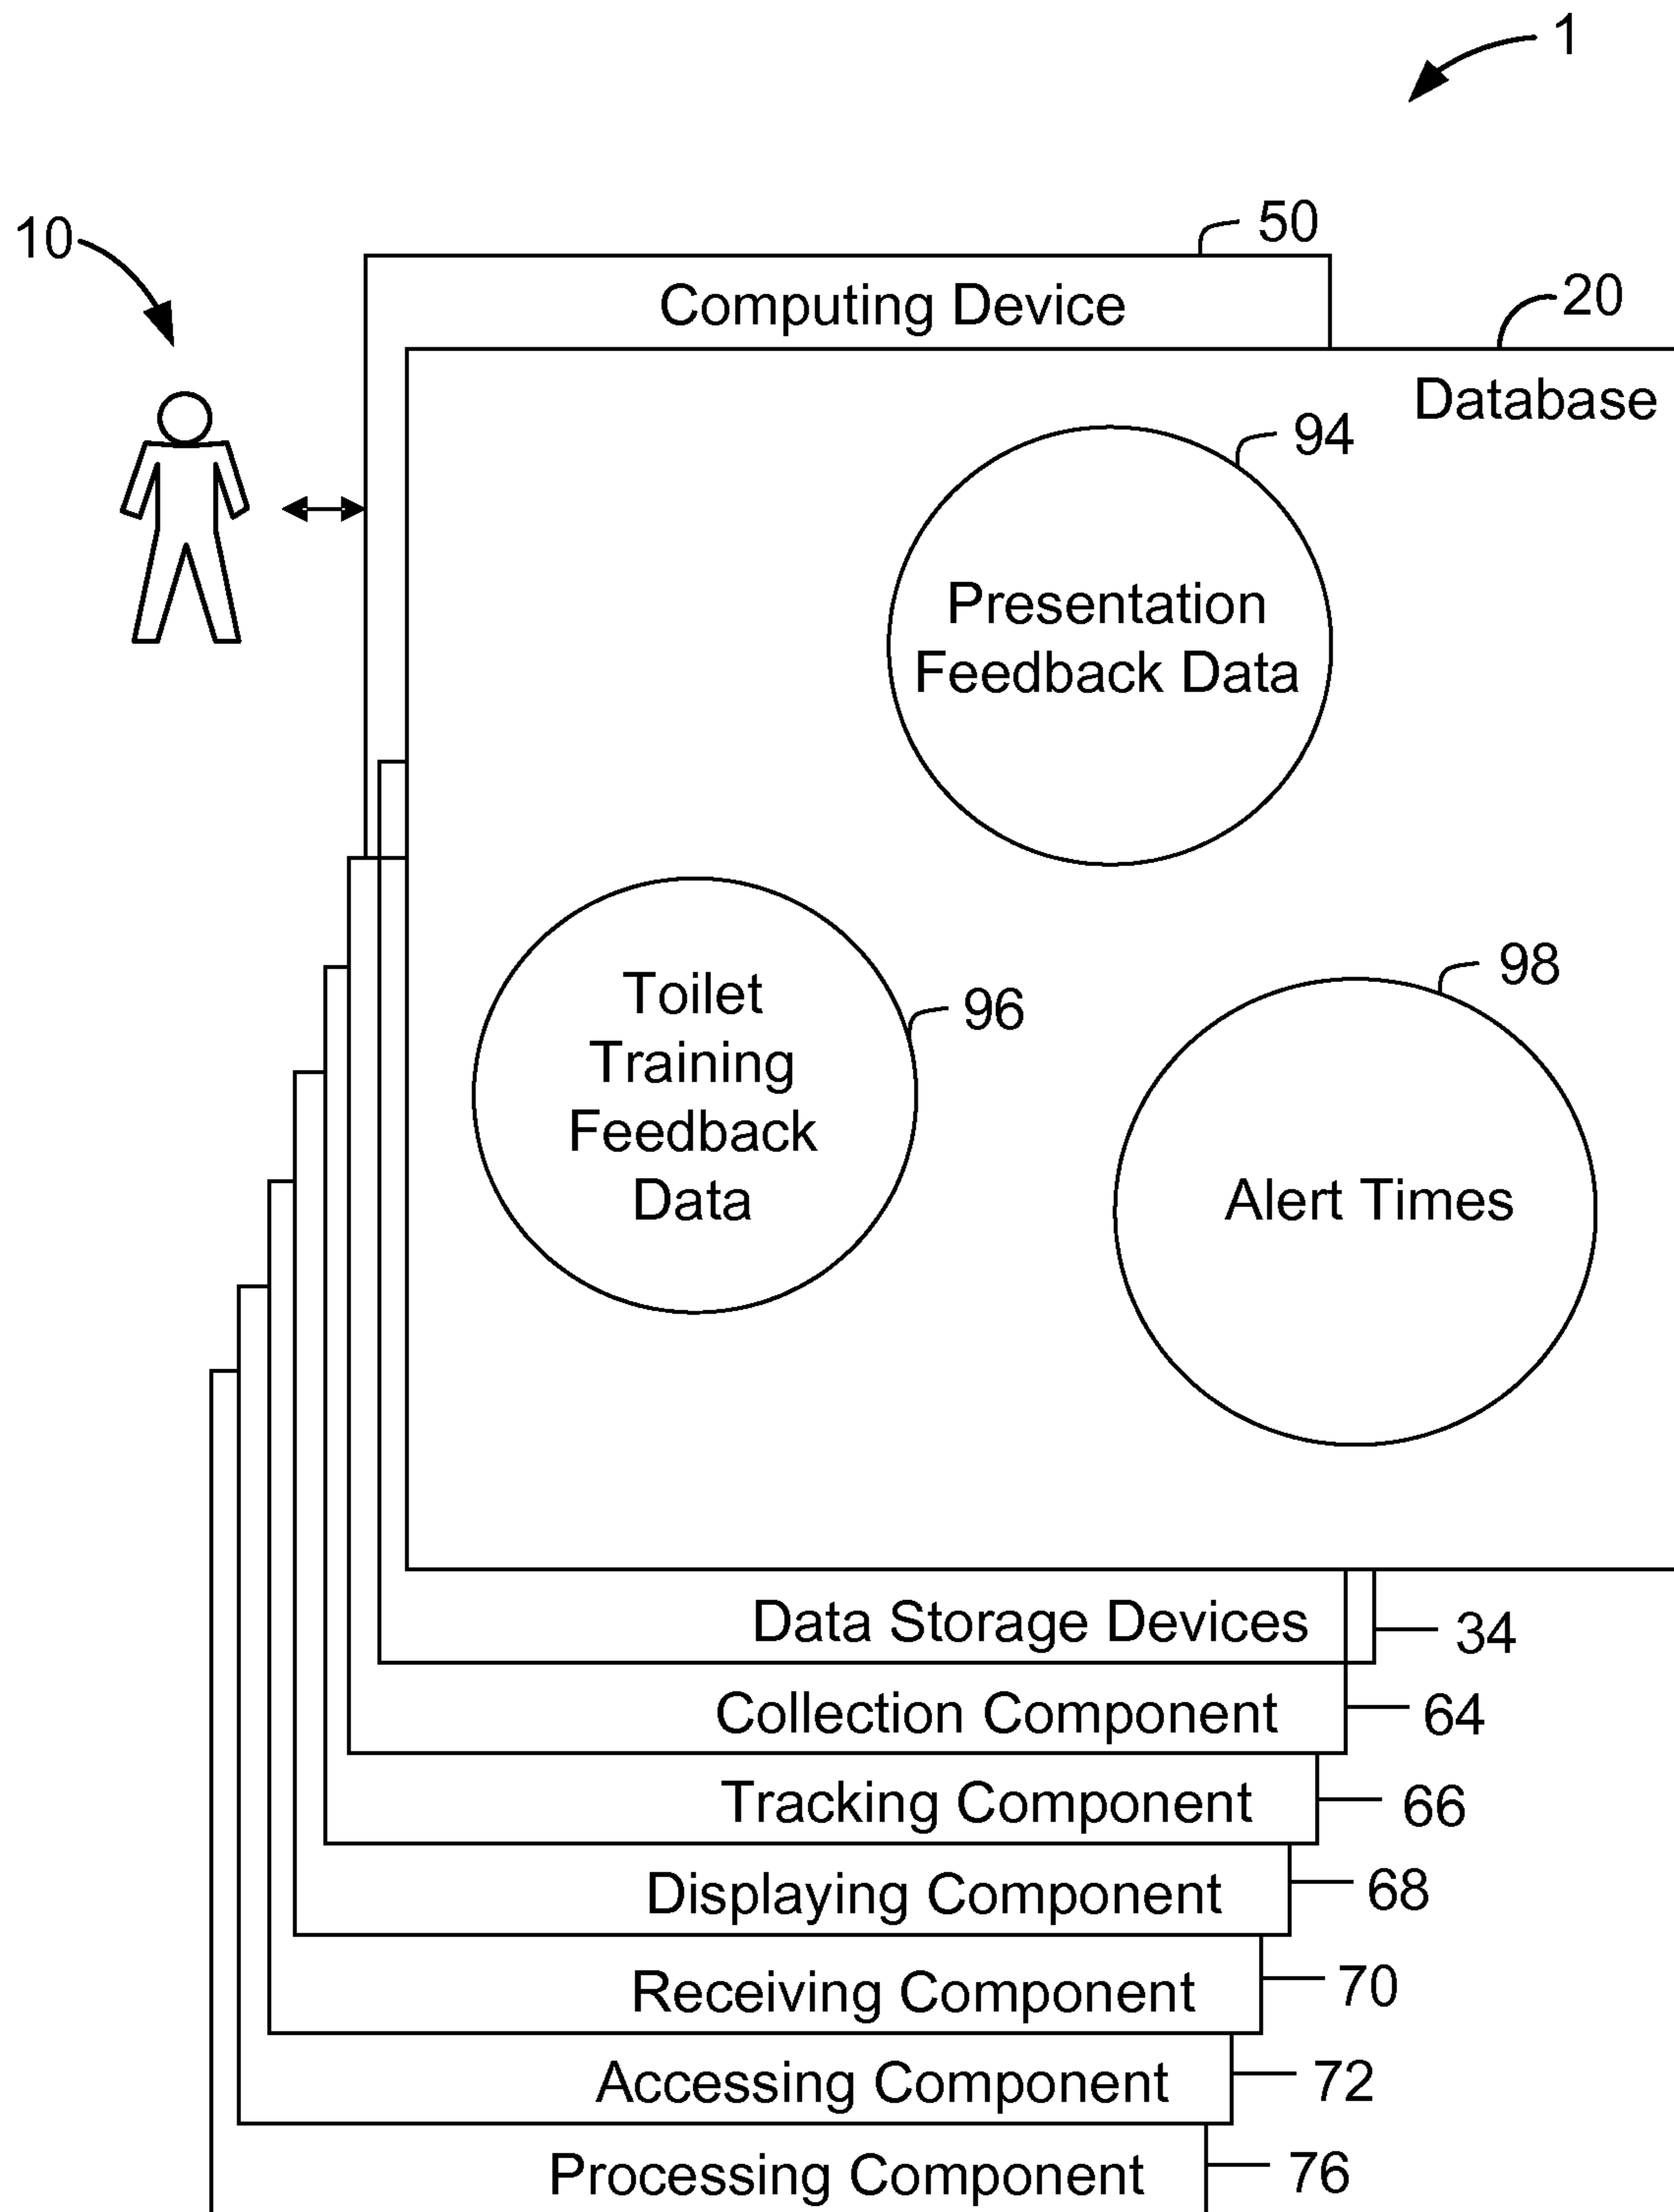 1
10
50
Computing Device
20
Database
94
Presentation
Feedback Data
98
Toilet
Training
Feedback
Data
96
Alert Times
Data Storage Devices
34
Collection Component
64
Tracking Component
66
Displaying Component
68
Receiving Component
70
Accessing Component
72
Processing Component
76